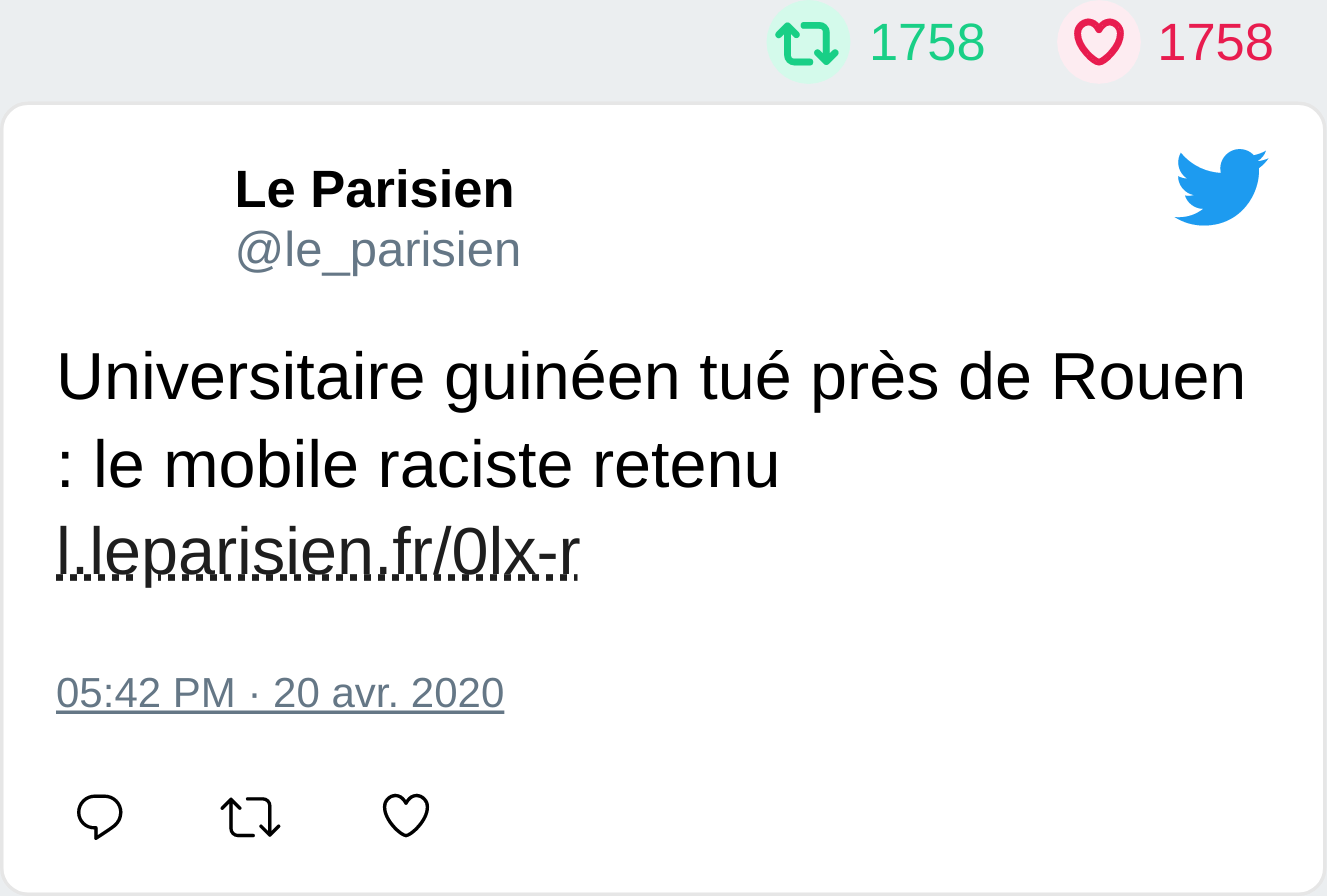 1758 1758
Le Parisien
@le_parisien
Universitaire guinéen tué près de Rouen
: le mobile raciste retenu
l.leparisien.fr/0lx-r
05:42 PM · 20 avr. 2020